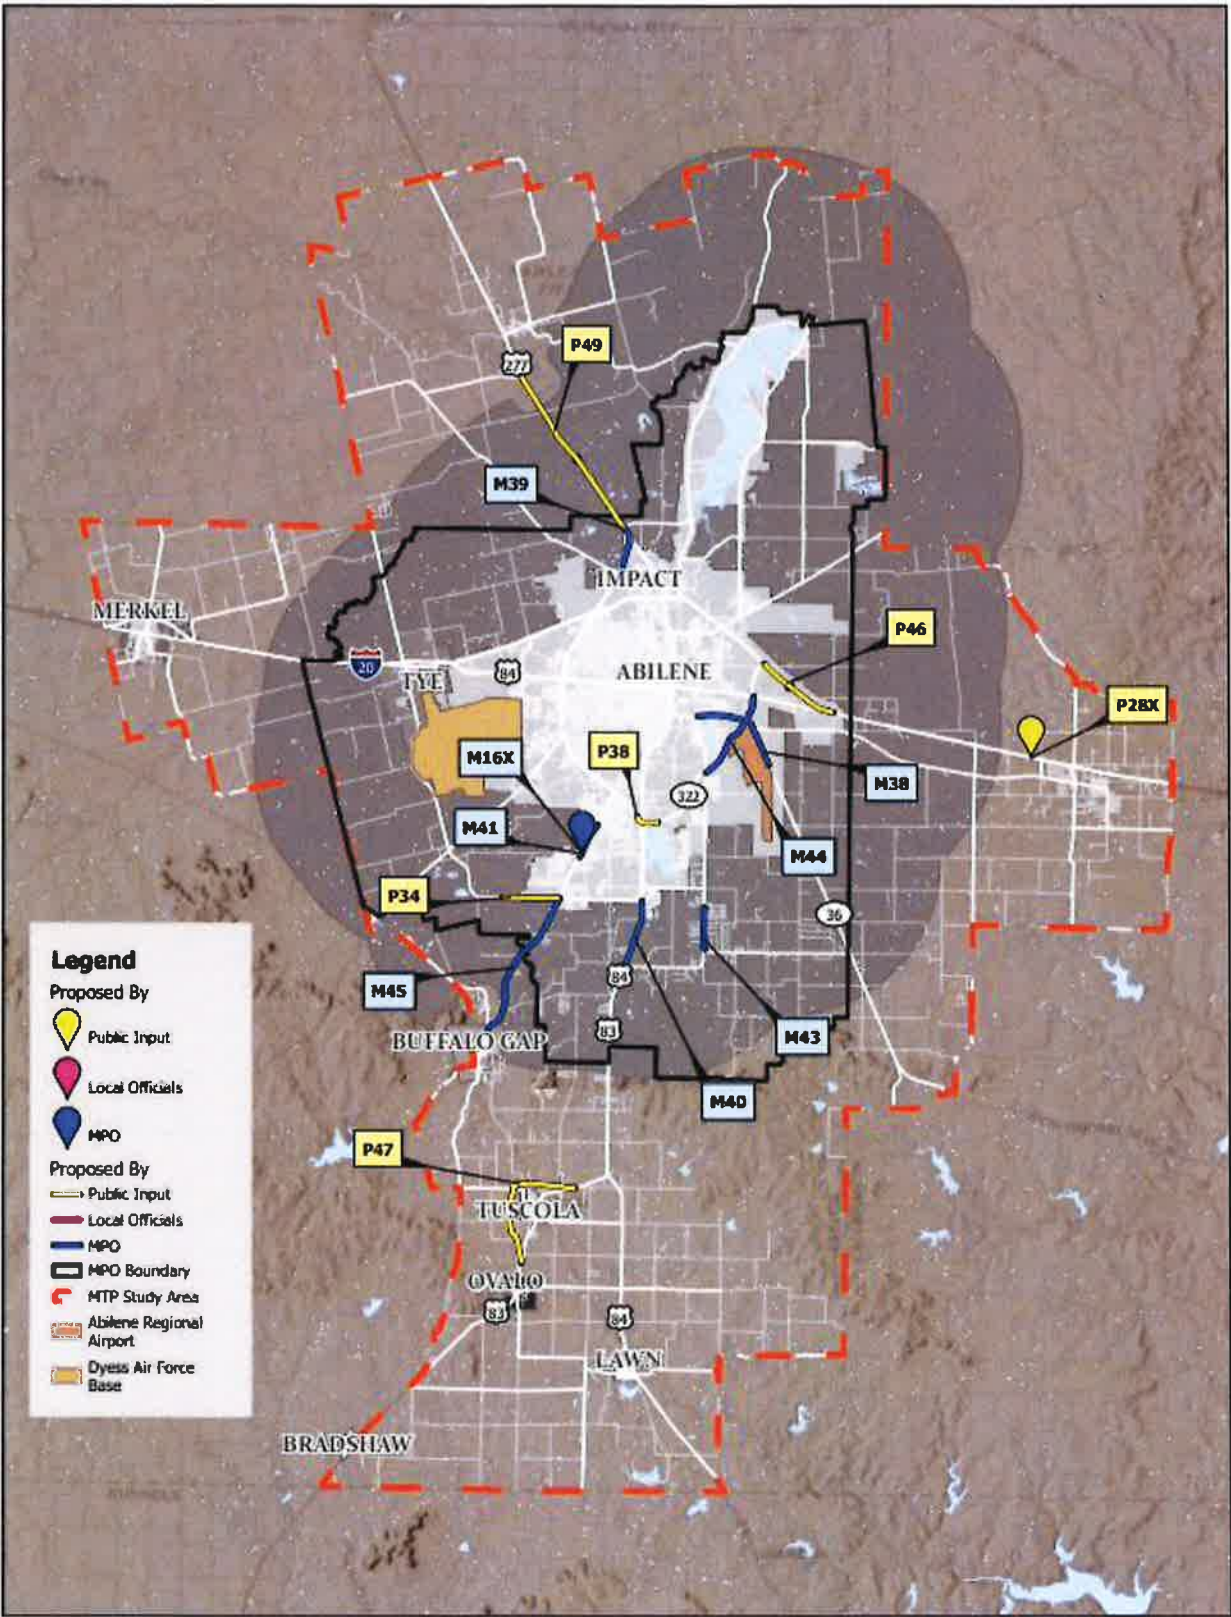 277
P49
M39
IMPACT
MERKEL
P46
20
TYE
84
ABILENE
P28X
M16X
P38
M38
322
M41
M44
P34
36
M45
84
83
M43
BUFFALO GAP
M40
P47
TUSCOLA
OVALO
83
84
LAWN
BRADSHAW
Legend
Proposed By
Public Input
Local Officials
MPO
Proposed By
Public Input
Local Officials
MPO
MPO Boundary
MTP Study Area
Abilene Regional
Airport
Dyess Air Force
Base